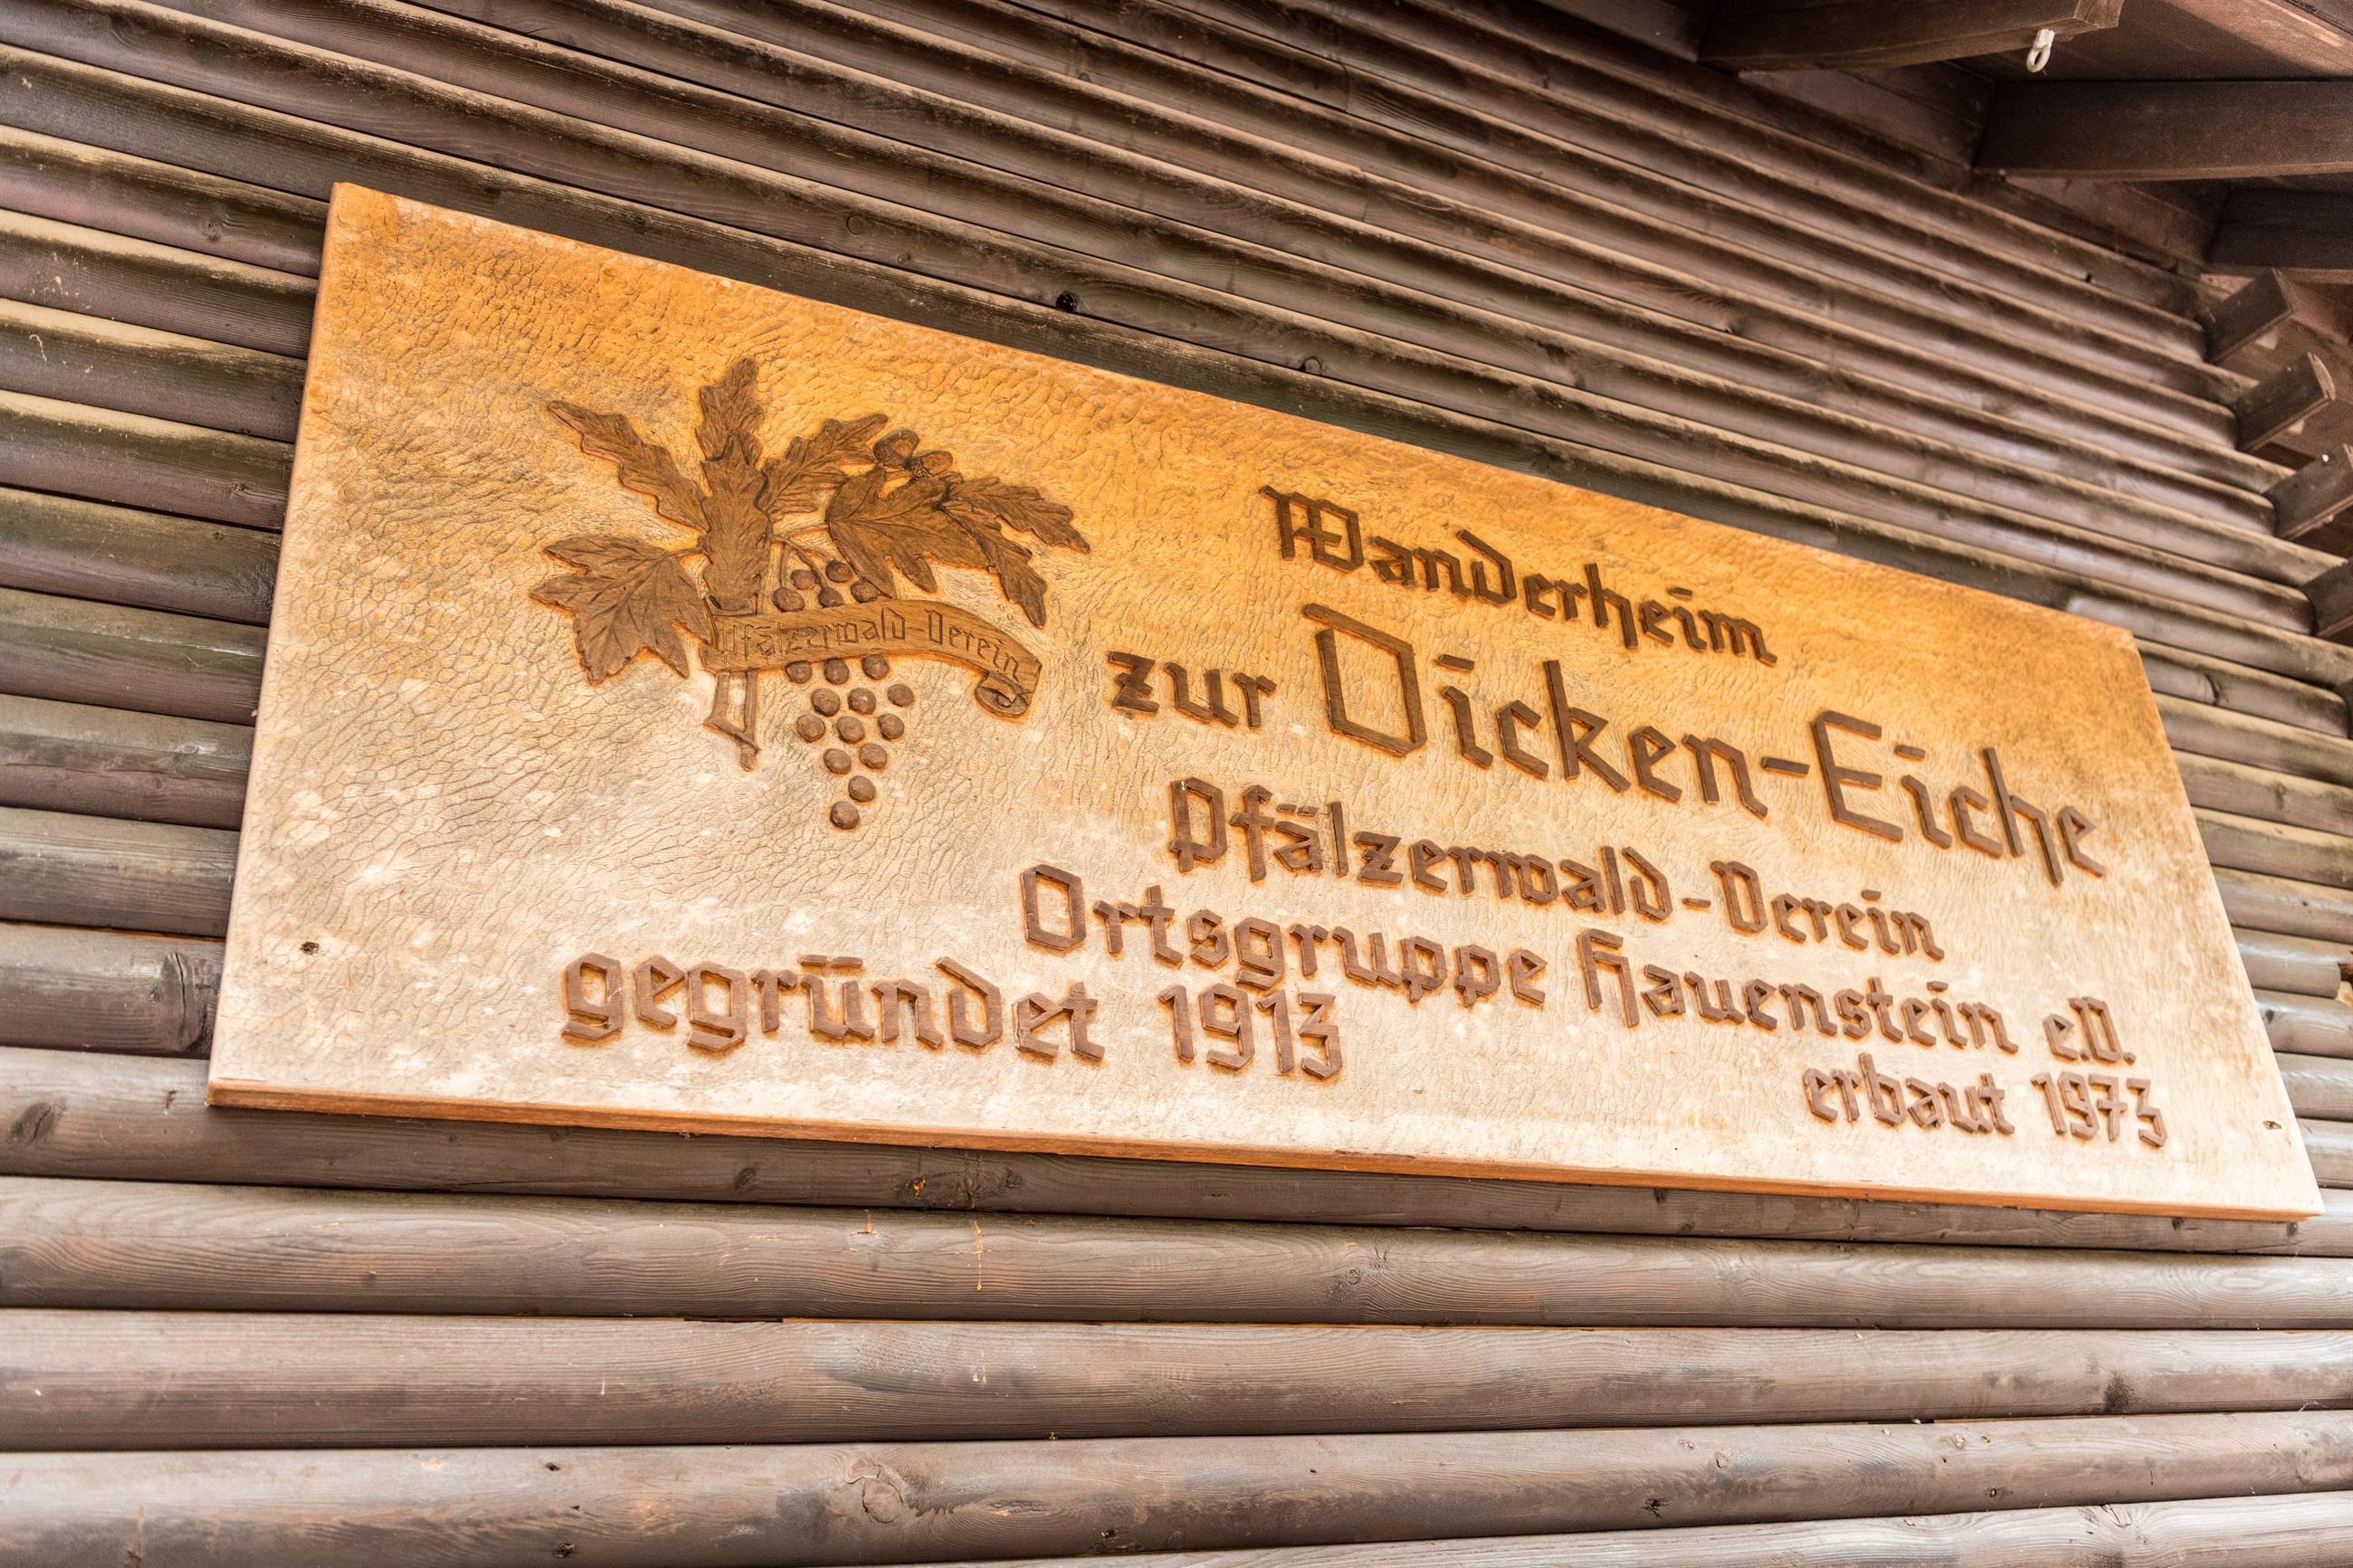 Pfälzerwald-Verein
Wanderheim
zur Dicken-Eiche
Pfälzerwald-Verein
Ortsgruppe Hauenstein e.V.
gegründet 1913
erbaut 1973